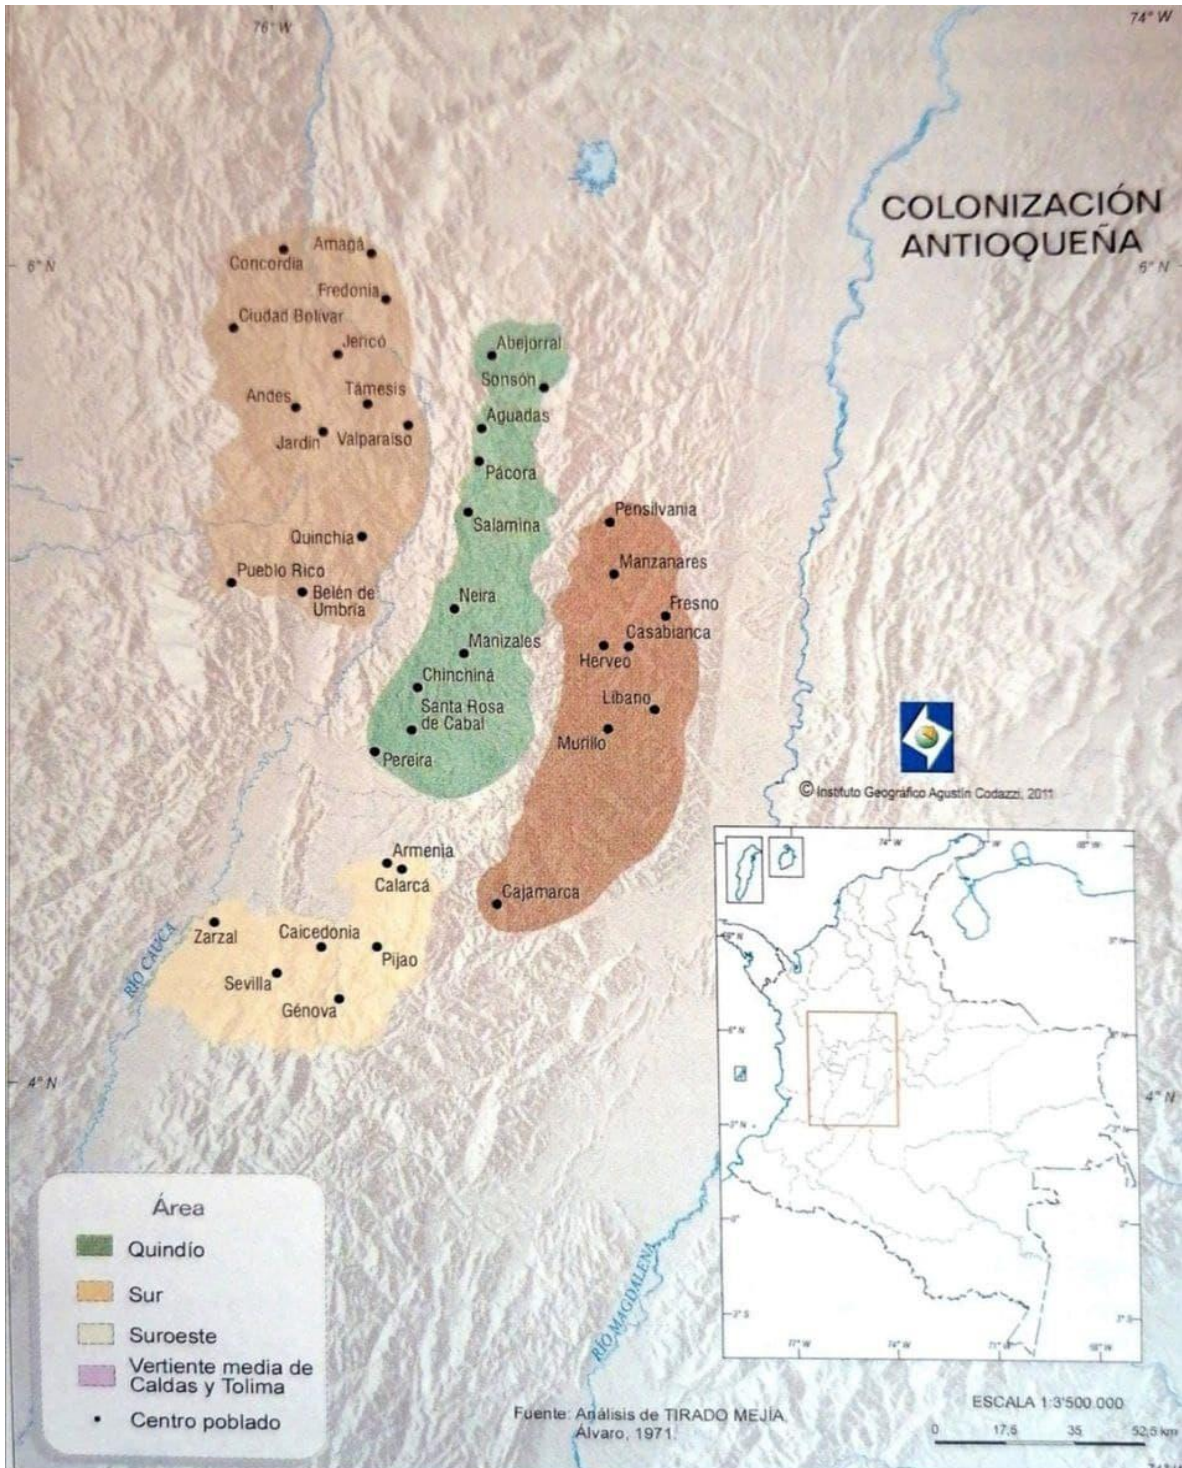 76° W
74° W
COLONIZACIÓN
ANTIOQUEÑA
6° N
6° N
Amagá
Concordia
Fredonia
Ciudad Bolívar
Jericó
Andes
Támesis
Jardín
Valparaíso
Quinchía
Pueblo Rico
Belén de
Umbría
Abejorral
Sonsón
Aguadas
Pácora
Salamina
Neira
Manizales
Chinchiná
Santa Rosa
de Cabal
Pereira
Pensilvania
Manzanares
Fresno
Casabianca
Herveo
Líbano
Murillo
Cajamarca
© Instituto Geográfico Agustín Codazzi, 2011
Armenia
Calarcá
Zarzal
Caicedonia
Pijao
Sevilla
Génova
RÍO CAUCA
4° N
4° N
RÍO MAGDALENA
74° W
77° W
74° W
Área
Quindío
Sur
Suroeste
Vertiente media de
Caldas y Tolima
Centro poblado
Fuente: Análisis de TIRADO MEJÍA,
Álvaro, 1971.
ESCALA 1:3'500.000
0 17,5 35 52,5 km